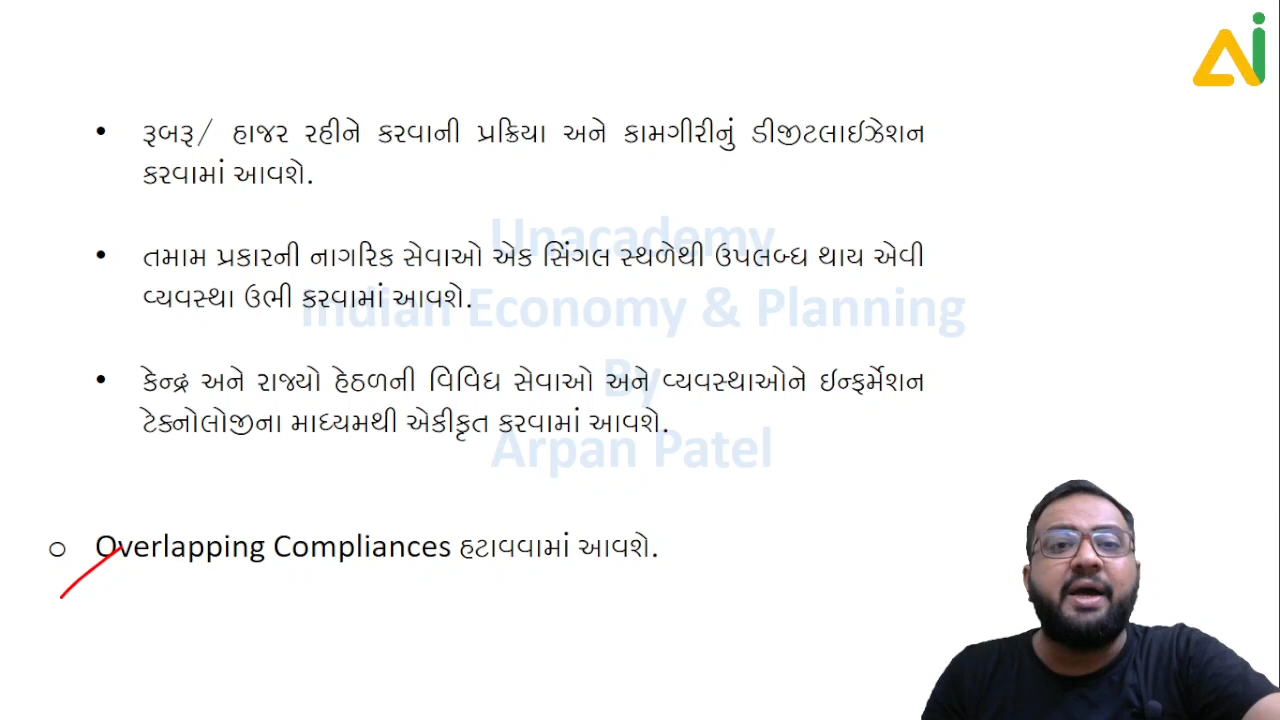 • રૂબરૂ/ હાજર રહીને કરવાની પ્રક્રિયા અને કામગીરીનું ડીજીટલાઈઝેશન
કરવામાં આવશે.
• તમામ પ્રકારની નાગરિક સેવાઓ એક સિંગલ સ્થળેથી ઉપલબ્ધ થાય એવી
વ્યવસ્થા ઉભી કરવામાં આવશે.
• કેન્દ્ર અને રાજ્યો હેઠળની વિવિધ સેવાઓ અને વ્યવસ્થાઓને ઈન્ફર્મેશન
ટેક્નોલોજીના માધ્યમથી એકીકૃત કરવામાં આવશે.
o Overlapping Compliances હટાવવામાં આવશે.
Unacademy
Indian Economy & Planning
By
Arpan Patel